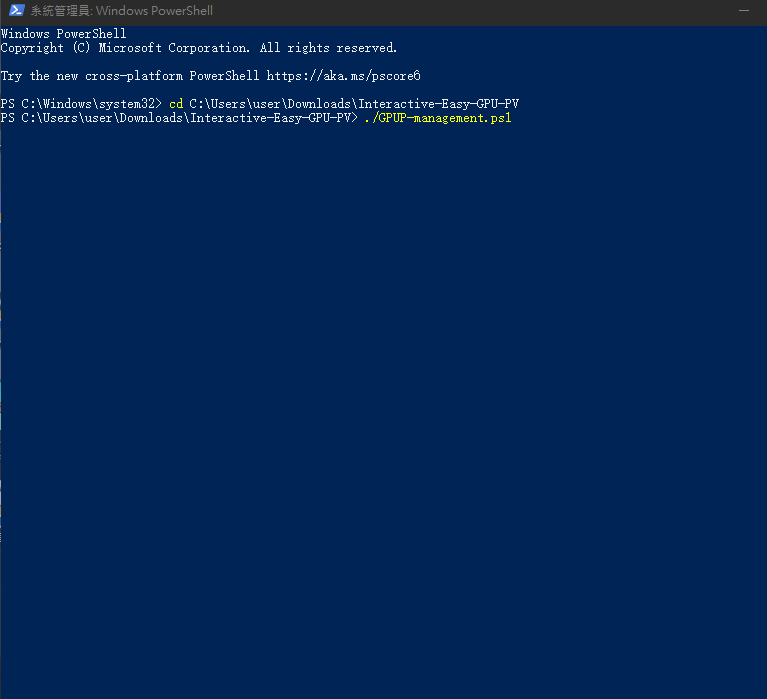 系統管理員: Windows PowerShell
Windows PowerShell
Copyright (C) Microsoft Corporation. All rights reserved.
Try the new cross-platform PowerShell https://aka.ms/pscore6
PS C:\Windows\system32> cd C:\Users\user\Downloads\Interactive-Easy-GPU-PV
PS C:\Users\user\Downloads\Interactive-Easy-GPU-PV> ./GPUP-management.ps1